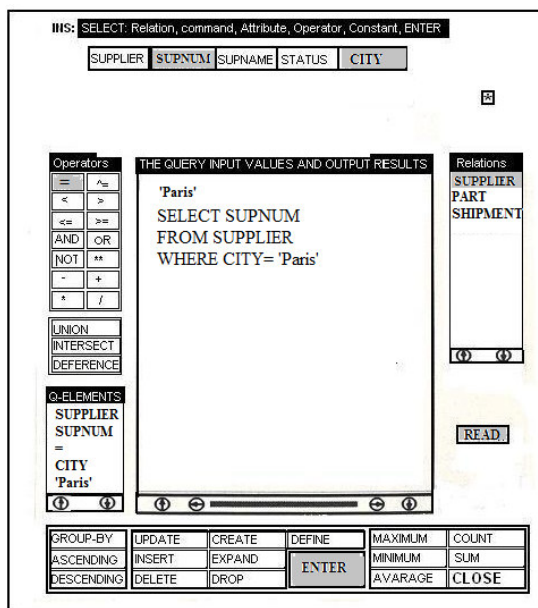 INS: SELECT: Relation, command, Attribute, Operator, Constant, ENTER
SUPPLIER SUPNUM SUPNAME STATUS CITY
*
Operators
= ^=
< >
<= >=
AND OR
NOT **
- +
* /
UNION
INTERSECT
DEFERENCE
Q-ELEMENTS
SUPPLIER
SUPNUM
=
CITY
'Paris'
THE QUERY INPUT VALUES AND OUTPUT RESULTS
'Paris'
SELECT SUPNUM
FROM SUPPLIER
WHERE CITY= 'Paris'
Relations
SUPPLIER
PART
SHIPMENT
READ
GROUP-BY UPDATE CREATE DEFINE MAXIMUM COUNT
ASCENDING INSERT EXPAND ENTER MINIMUM SUM
DESCENDING DELETE DROP AVARAGE CLOSE